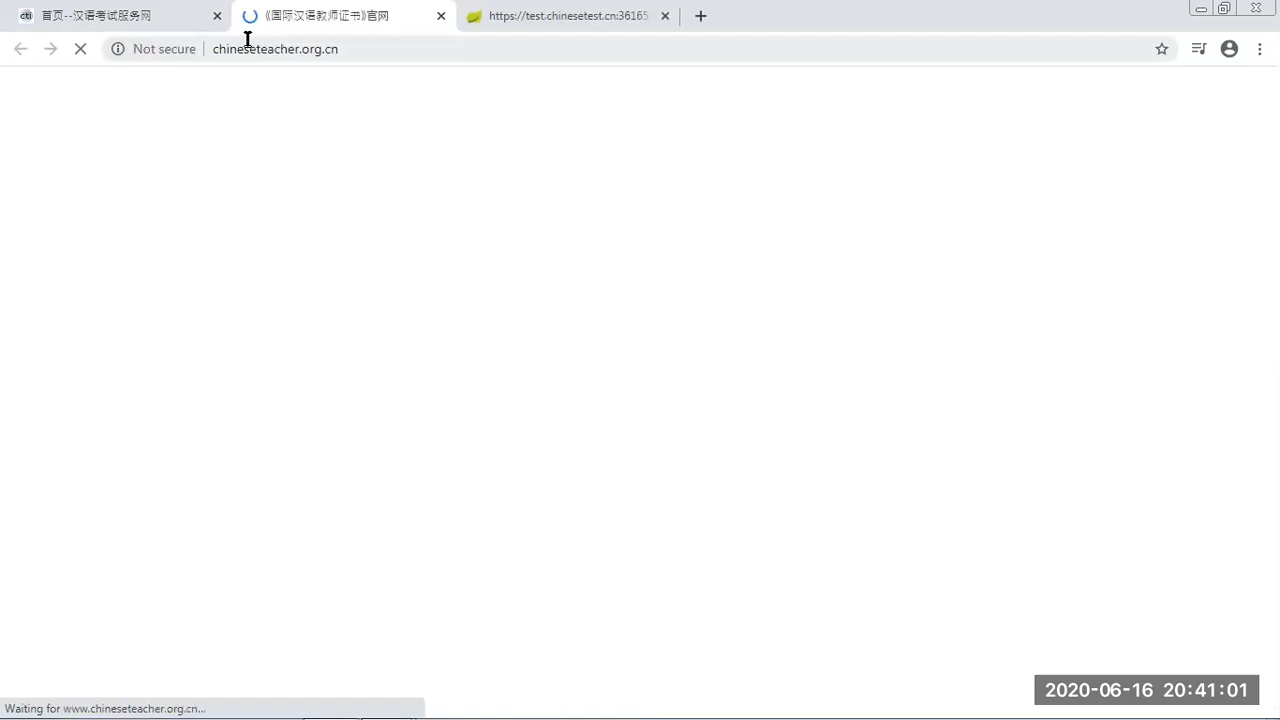 首页--汉语考试服务网
《国际汉语教师证书》官网
https://test.chinesetest.cn:36165
Not secure
chineseteacher.org.cn
Waiting for www.chineseteacher.org.cn...
2020-06-16 20:41:01